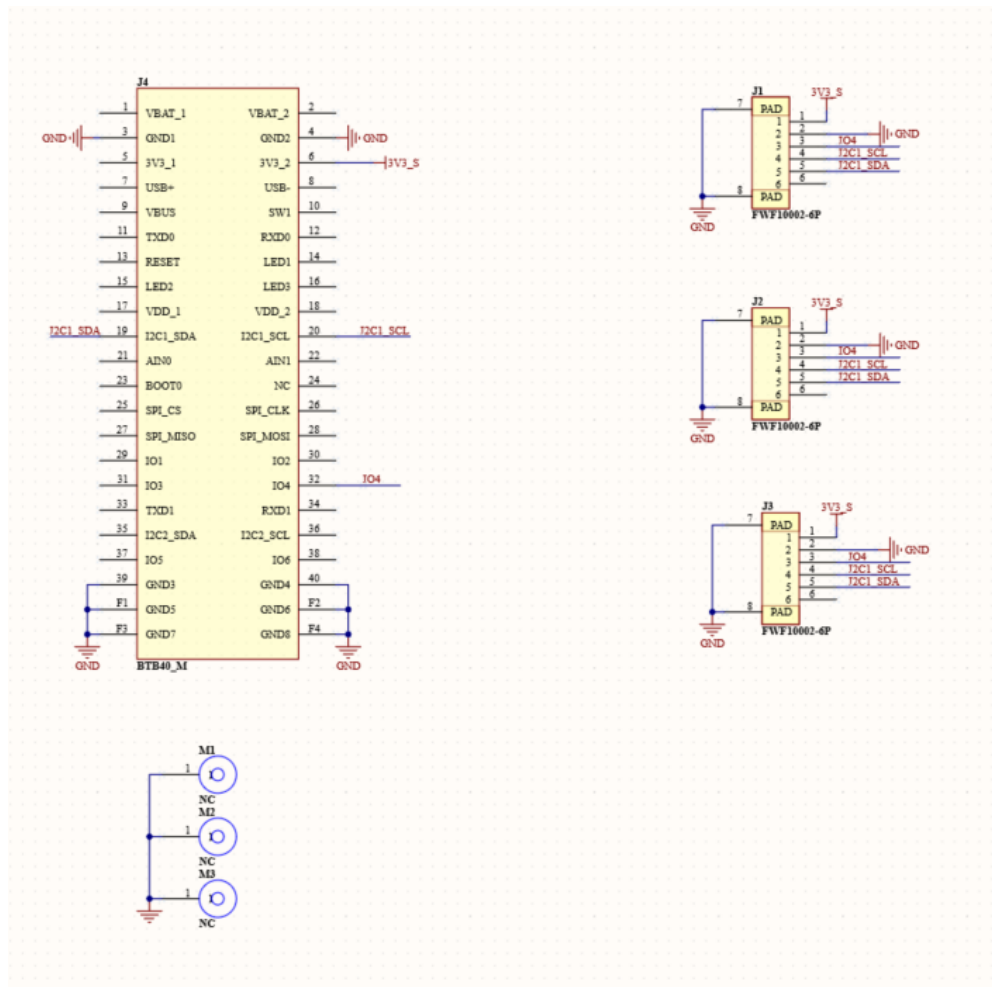 J4
1 VBAT_1 VBAT_2 2
GND 3 GND1 GND2 4 GND
5 3V3_1 3V3_2 6 3V3_S
7 USB+ USB- 8
9 VBUS SW1 10
11 TXD0 RXD0 12
13 RESET LED1 14
15 LED2 LED3 16
17 VDD_1 VDD_2 18
I2C1_SDA 19 I2C1_SDA I2C1_SCL 20 I2C1_SCL
21 AIN0 AIN1 22
23 BOOT0 NC 24
25 SPI_CS SPI_CLK 26
27 SPI_MISO SPI_MOSI 28
29 IO1 IO2 30
31 IO3 IO4 32 IO4
33 TXD1 RXD1 34
35 I2C2_SDA I2C2_SCL 36
37 IO5 IO6 38
39 GND3 GND4 40
F1 GND5 GND6 F2
F3 GND7 GND8 F4
GND GND
BTB40_M
J1
3V3_S
7 PAD
1 1
2 2 GND
3 3 IO4
4 4 I2C1_SCL
5 5 I2C1_SDA
6 6
8 PAD
GND
FWF10002-6P
J2
3V3_S
7 PAD
1 1
2 2 GND
3 3 IO4
4 4 I2C1_SCL
5 5 I2C1_SDA
6 6
8 PAD
GND
FWF10002-6P
J3
3V3_S
7 PAD
1 1
2 2 GND
3 3 IO4
4 4 I2C1_SCL
5 5 I2C1_SDA
6 6
8 PAD
GND
FWF10002-6P
M1
1 1
NC
M2
1 1
NC
M3
1 1
NC